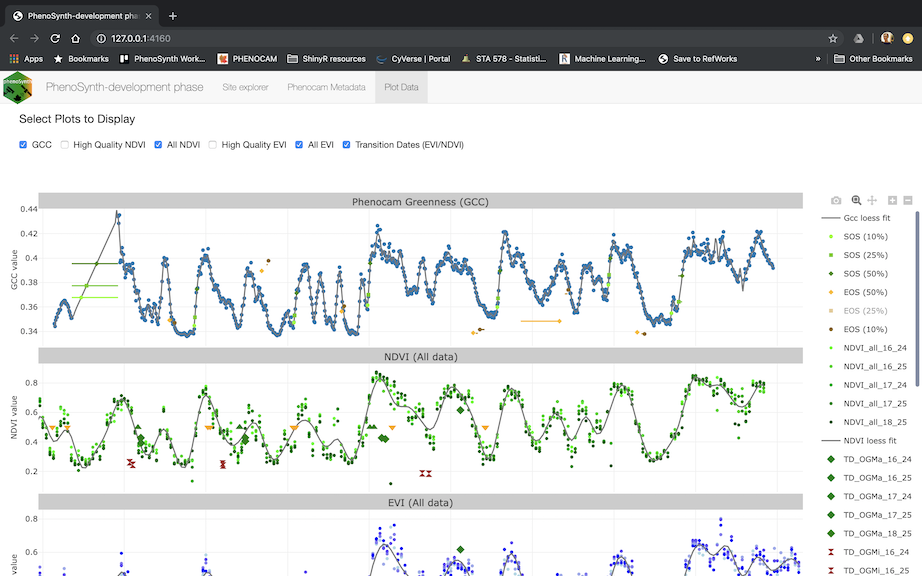 PhenoSynth-development pha
127.0.0.1:4160
Apps Bookmarks PhenoSynth Work... PHENOCAM ShinyR resources CyVerse | Portal STA 578 - Statisti... Machine Learning... Save to RefWorks » Other Bookmarks
phenoSynth PhenoSynth-development phase Site explorer Phenocam Metadata Plot Data
Select Plots to Display
GCC High Quality NDVI All NDVI High Quality EVI All EVI Transition Dates (EVI/NDVI)
Phenocam Greenness (GCC)
GCC value
0.44
0.42
0.4
0.38
0.36
0.34
NDVI (All data)
NDVI value
0.8
0.6
0.4
0.2
EVI (All data)
value
0.8
0.6
Gcc loess fit
SOS (10%)
SOS (25%)
SOS (50%)
EOS (50%)
EOS (25%)
EOS (10%)
NDVI_all_16_24
NDVI_all_16_25
NDVI_all_17_24
NDVI_all_17_25
NDVI_all_18_25
NDVI loess fit
TD_OGMa_16_24
TD_OGMa_16_25
TD_OGMa_17_24
TD_OGMa_17_25
TD_OGMa_18_25
TD_OGMi_16_24
TD_OGMi_16_25